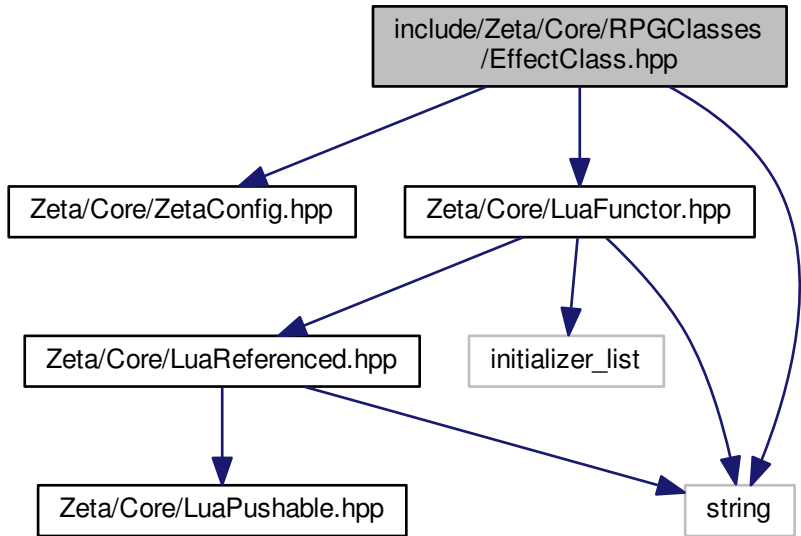 include/Zeta/Core/RPGClasses
/EffectClass.hpp
Zeta/Core/ZetaConfig.hpp
Zeta/Core/LuaFunctor.hpp
Zeta/Core/LuaReferenced.hpp
initializer_list
Zeta/Core/LuaPushable.hpp
string